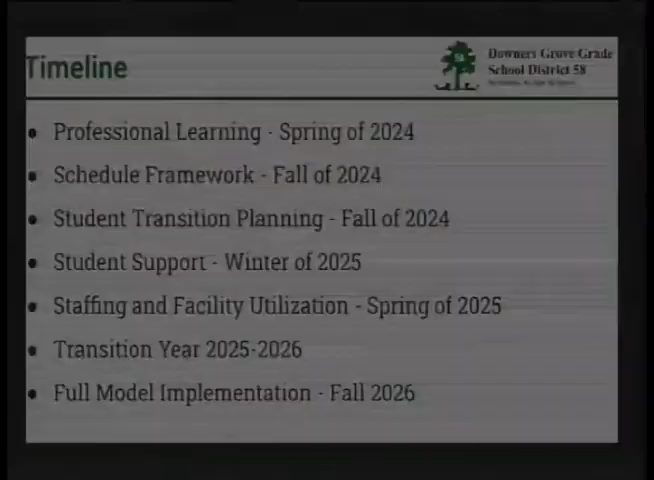 Timeline
Downers Grove Grade
School District 58
• Professional Learning - Spring of 2024
• Schedule Framework - Fall of 2024
• Student Transition Planning - Fall of 2024
• Student Support - Winter of 2025
• Staffing and Facility Utilization - Spring of 2025
• Transition Year 2025-2026
• Full Model Implementation - Fall 2026